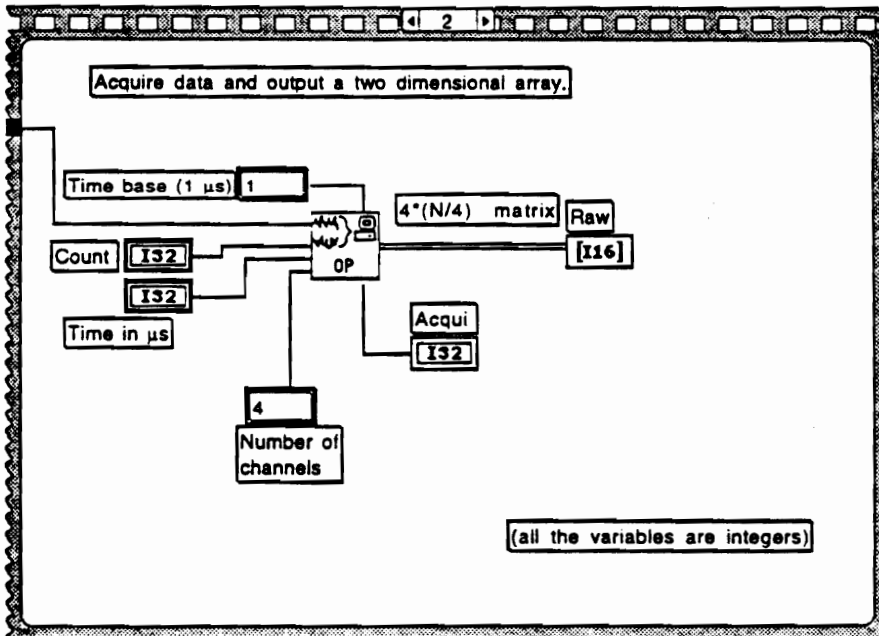 2
Acquire data and output a two dimensional array.
Time base (1 µs)
1
4*(N/4) matrix
Raw
Count
I32
[I16]
OP
I32
Time in µs
Acqui
I32
4
Number of
channels
(all the variables are integers)